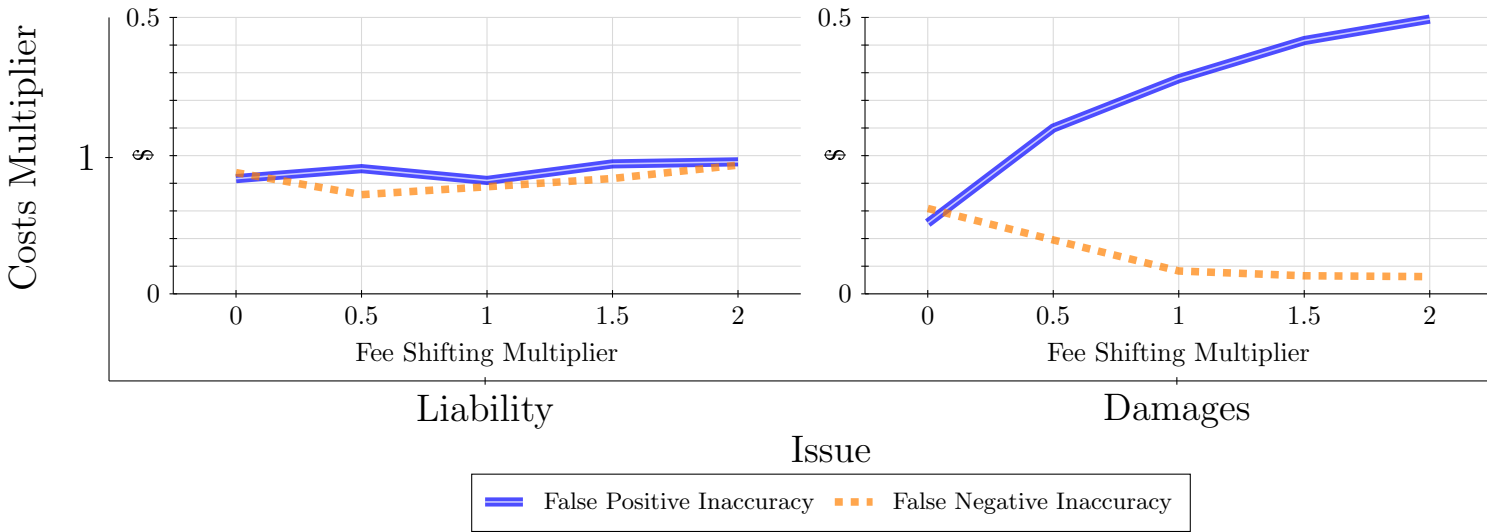 Costs Multiplier
1
$
0.5
0
0 0.5 1 1.5 2
Fee Shifting Multiplier
$
0.5
0
0 0.5 1 1.5 2
Fee Shifting Multiplier
Liability
Damages
Issue
False Positive Inaccuracy
False Negative Inaccuracy